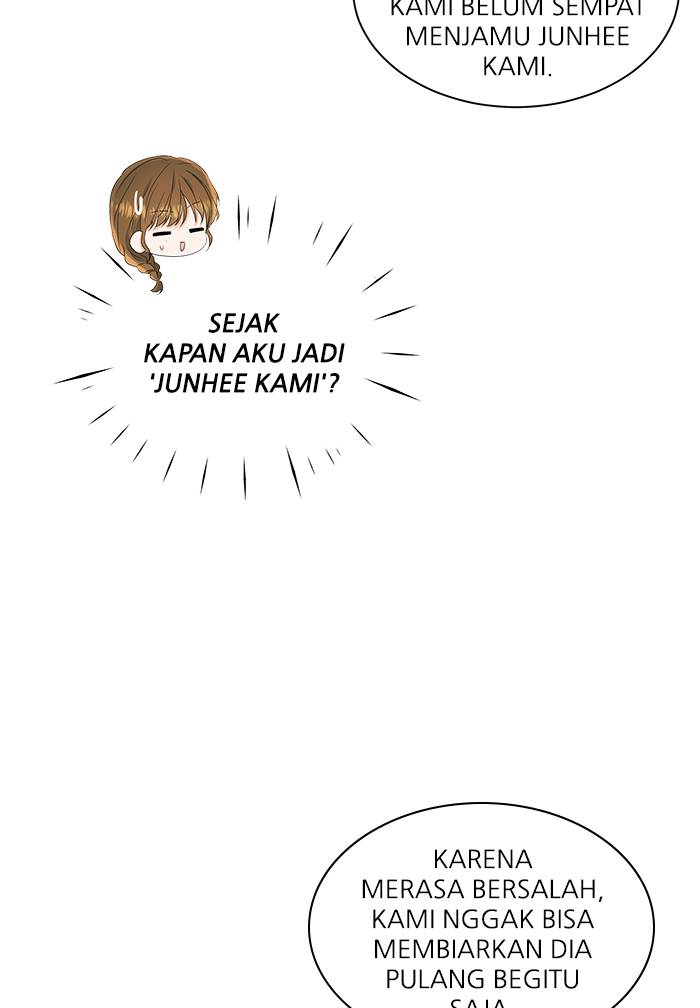 KAMI BELUM SEMPAT
MENJAMU JUNHEE
KAMI.
SEJAK
KAPAN AKU JADI
'JUNHEE KAMI'?
KARENA
MERASA BERSALAH,
KAMI NGGAK BISA
MEMBIARKAN DIA
PULANG BEGITU
SAJA